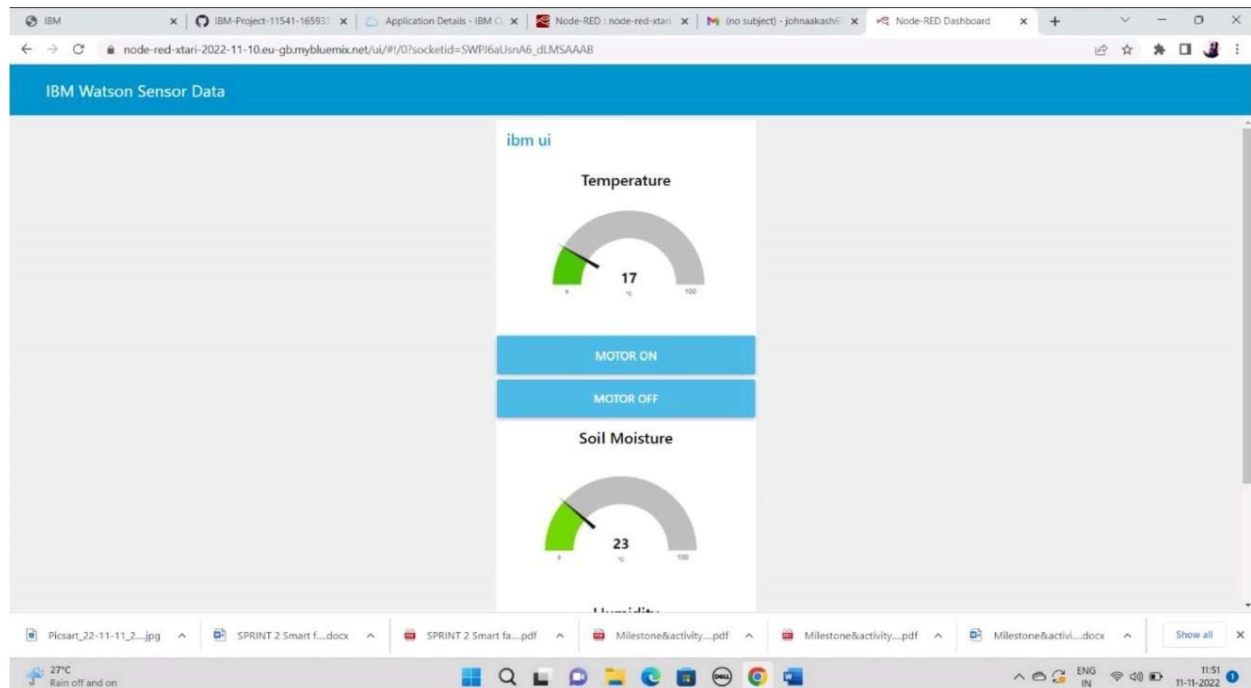 IBM
IBM-Project-11541-165933
Application Details - IBM Cl
Node-RED : node-red-xtari
(no subject) - johnaakash6
Node-RED Dashboard
node-red-xtari-2022-11-10.eu-gb.mybluemix.net/ui/#!/0?socketid=SWPJ6aUsnA6_dLMSAAAB
IBM Watson Sensor Data
ibm ui
Temperature
17
°C
100
MOTOR ON
MOTOR OFF
Soil Moisture
23
°C
100
Humidity
Picsart_22-11-11_2....jpg
SPRINT 2 Smart f....docx
SPRINT 2 Smart fa....pdf
Milestone&activity....pdf
Milestone&activity....pdf
Milestone&activi....docx
Show all
27°C
Rain off and on
DELL
ENG
IN
11:51
11-11-2022